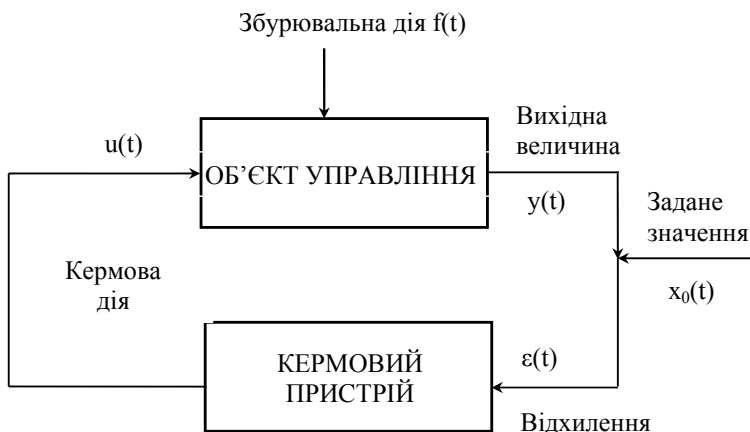 Збурювальна дія f(t)
u(t)
Вихідна
величина
ОБ’ЄКТ УПРАВЛІННЯ
y(t)
Задане
значення
x₀(t)
Кермова
дія
КЕРМОВИЙ
ПРИСТРІЙ
ε(t)
Відхилення